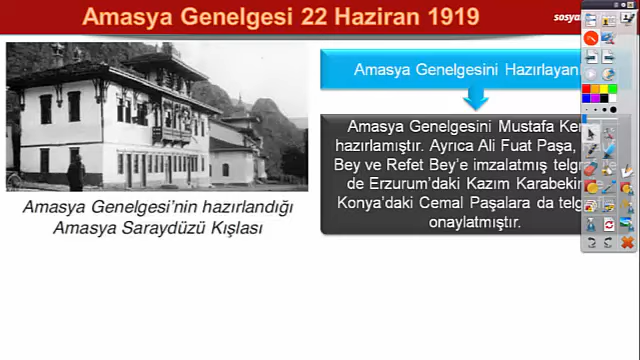 Amasya Genelgesi 22 Haziran 1919
sosya
Amasya Genelgesini Hazırlayan
Amasya Genelgesini Mustafa Ke
hazırlamıştır. Ayrıca Ali Fuat Paşa,
Bey ve Refet Bey'e imzalatmış telg
de Erzurum'daki Kazım Karabekir
Konya'daki Cemal Paşalara da telg
onaylatmıştır.
Amasya Genelgesi'nin hazırlandığı
Amasya Saraydüzü Kışlası